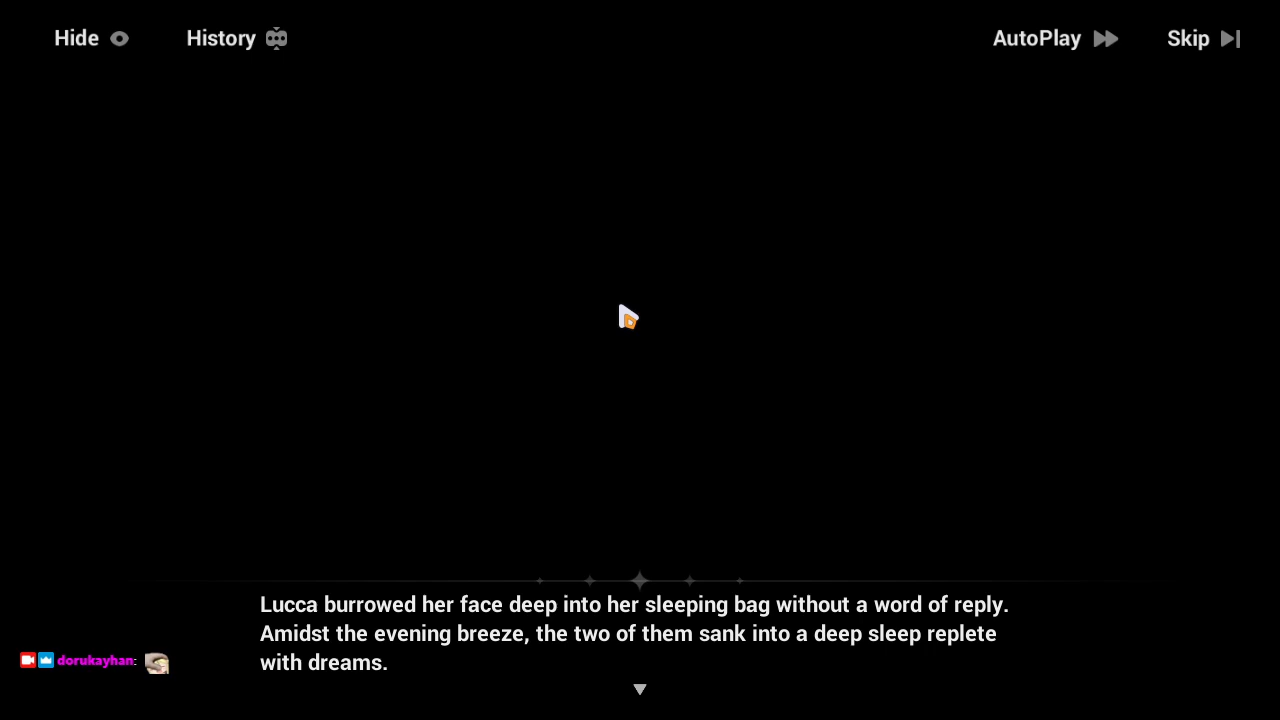 Hide
History
AutoPlay
Skip
Lucca burrowed her face deep into her sleeping bag without a word of reply.
Amidst the evening breeze, the two of them sank into a deep sleep replete
with dreams.
dorukayhan: